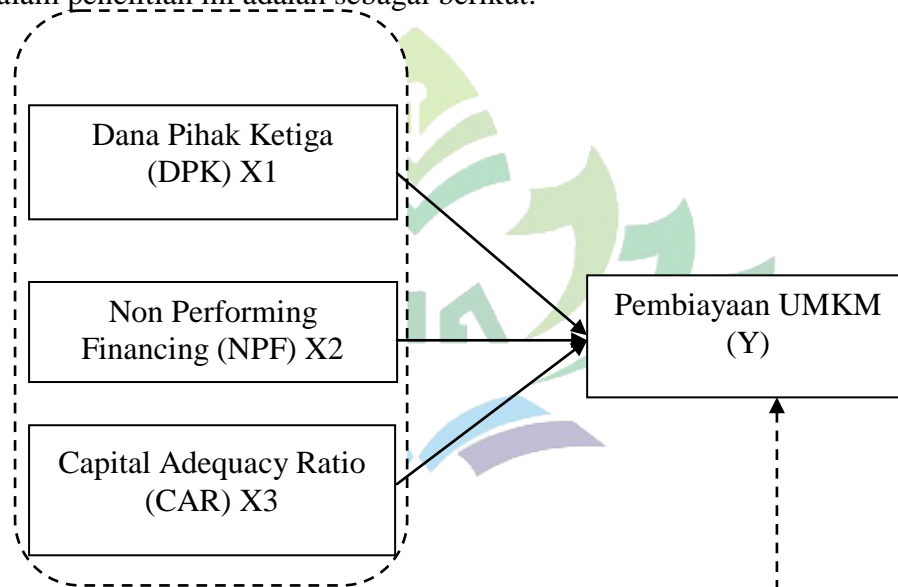 dalam penelitian ini adalah sebagai berikut:
Dana Pihak Ketiga
(DPK) X1
Non Performing
Financing (NPF) X2
Capital Adequacy Ratio
(CAR) X3
Pembiayaan UMKM
(Y)